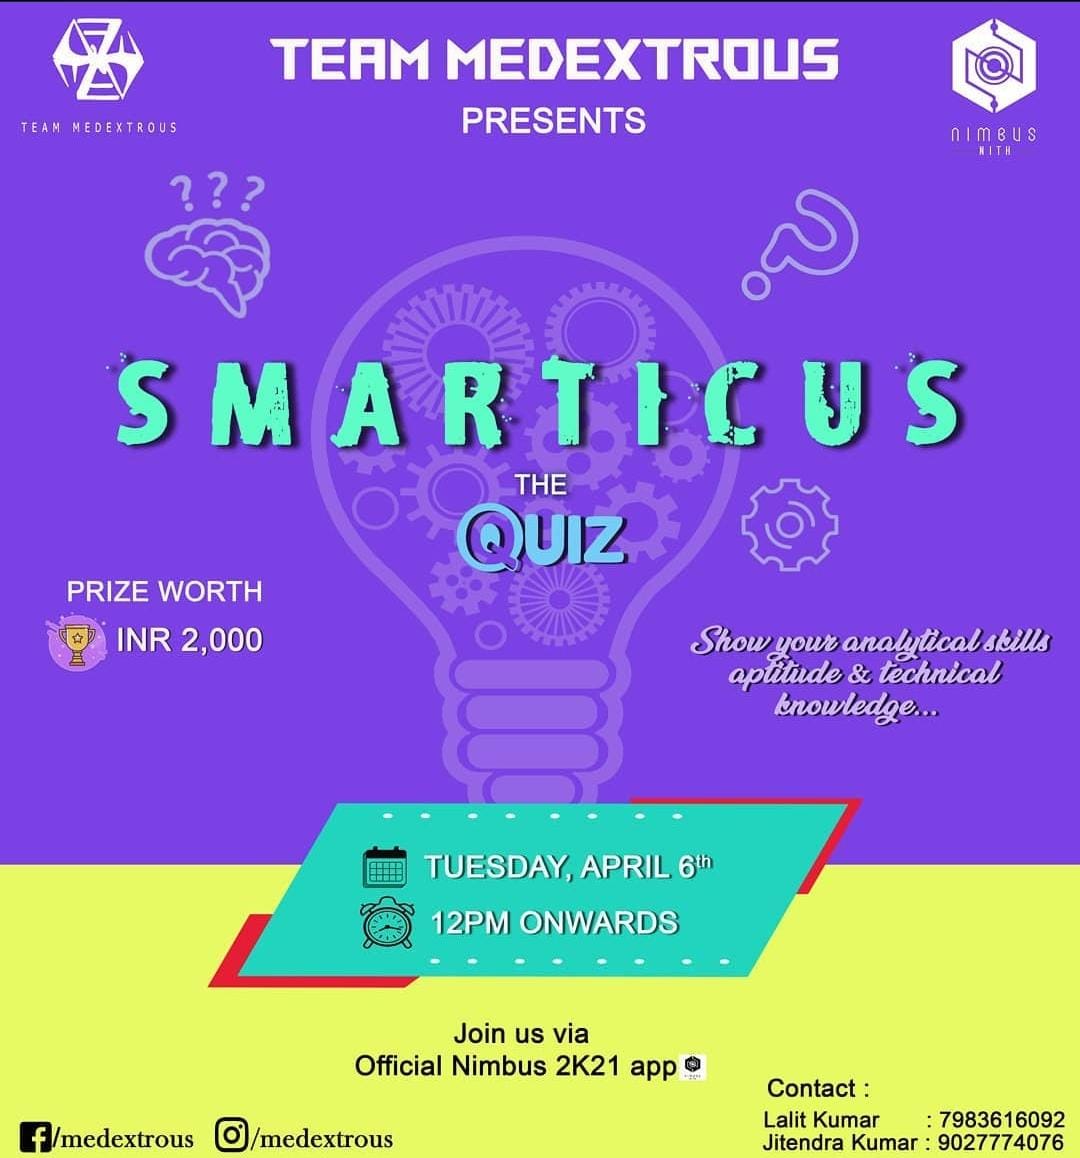 TEAM MEDEXTROUS
PRESENTS
TEAM MEDEXTROUS
NIMBUS
NITH
? ? ?
?
SMARTICUS
THE
QUIZ
PRIZE WORTH
INR 2,000
Show your analytical skills
aptitude & technical
knowledge...
TUESDAY, APRIL 6th
12PM ONWARDS
Join us via
Official Nimbus 2K21 app
Contact :
Lalit Kumar : 7983616092
Jitendra Kumar : 9027774076
/medextrous /medextrous